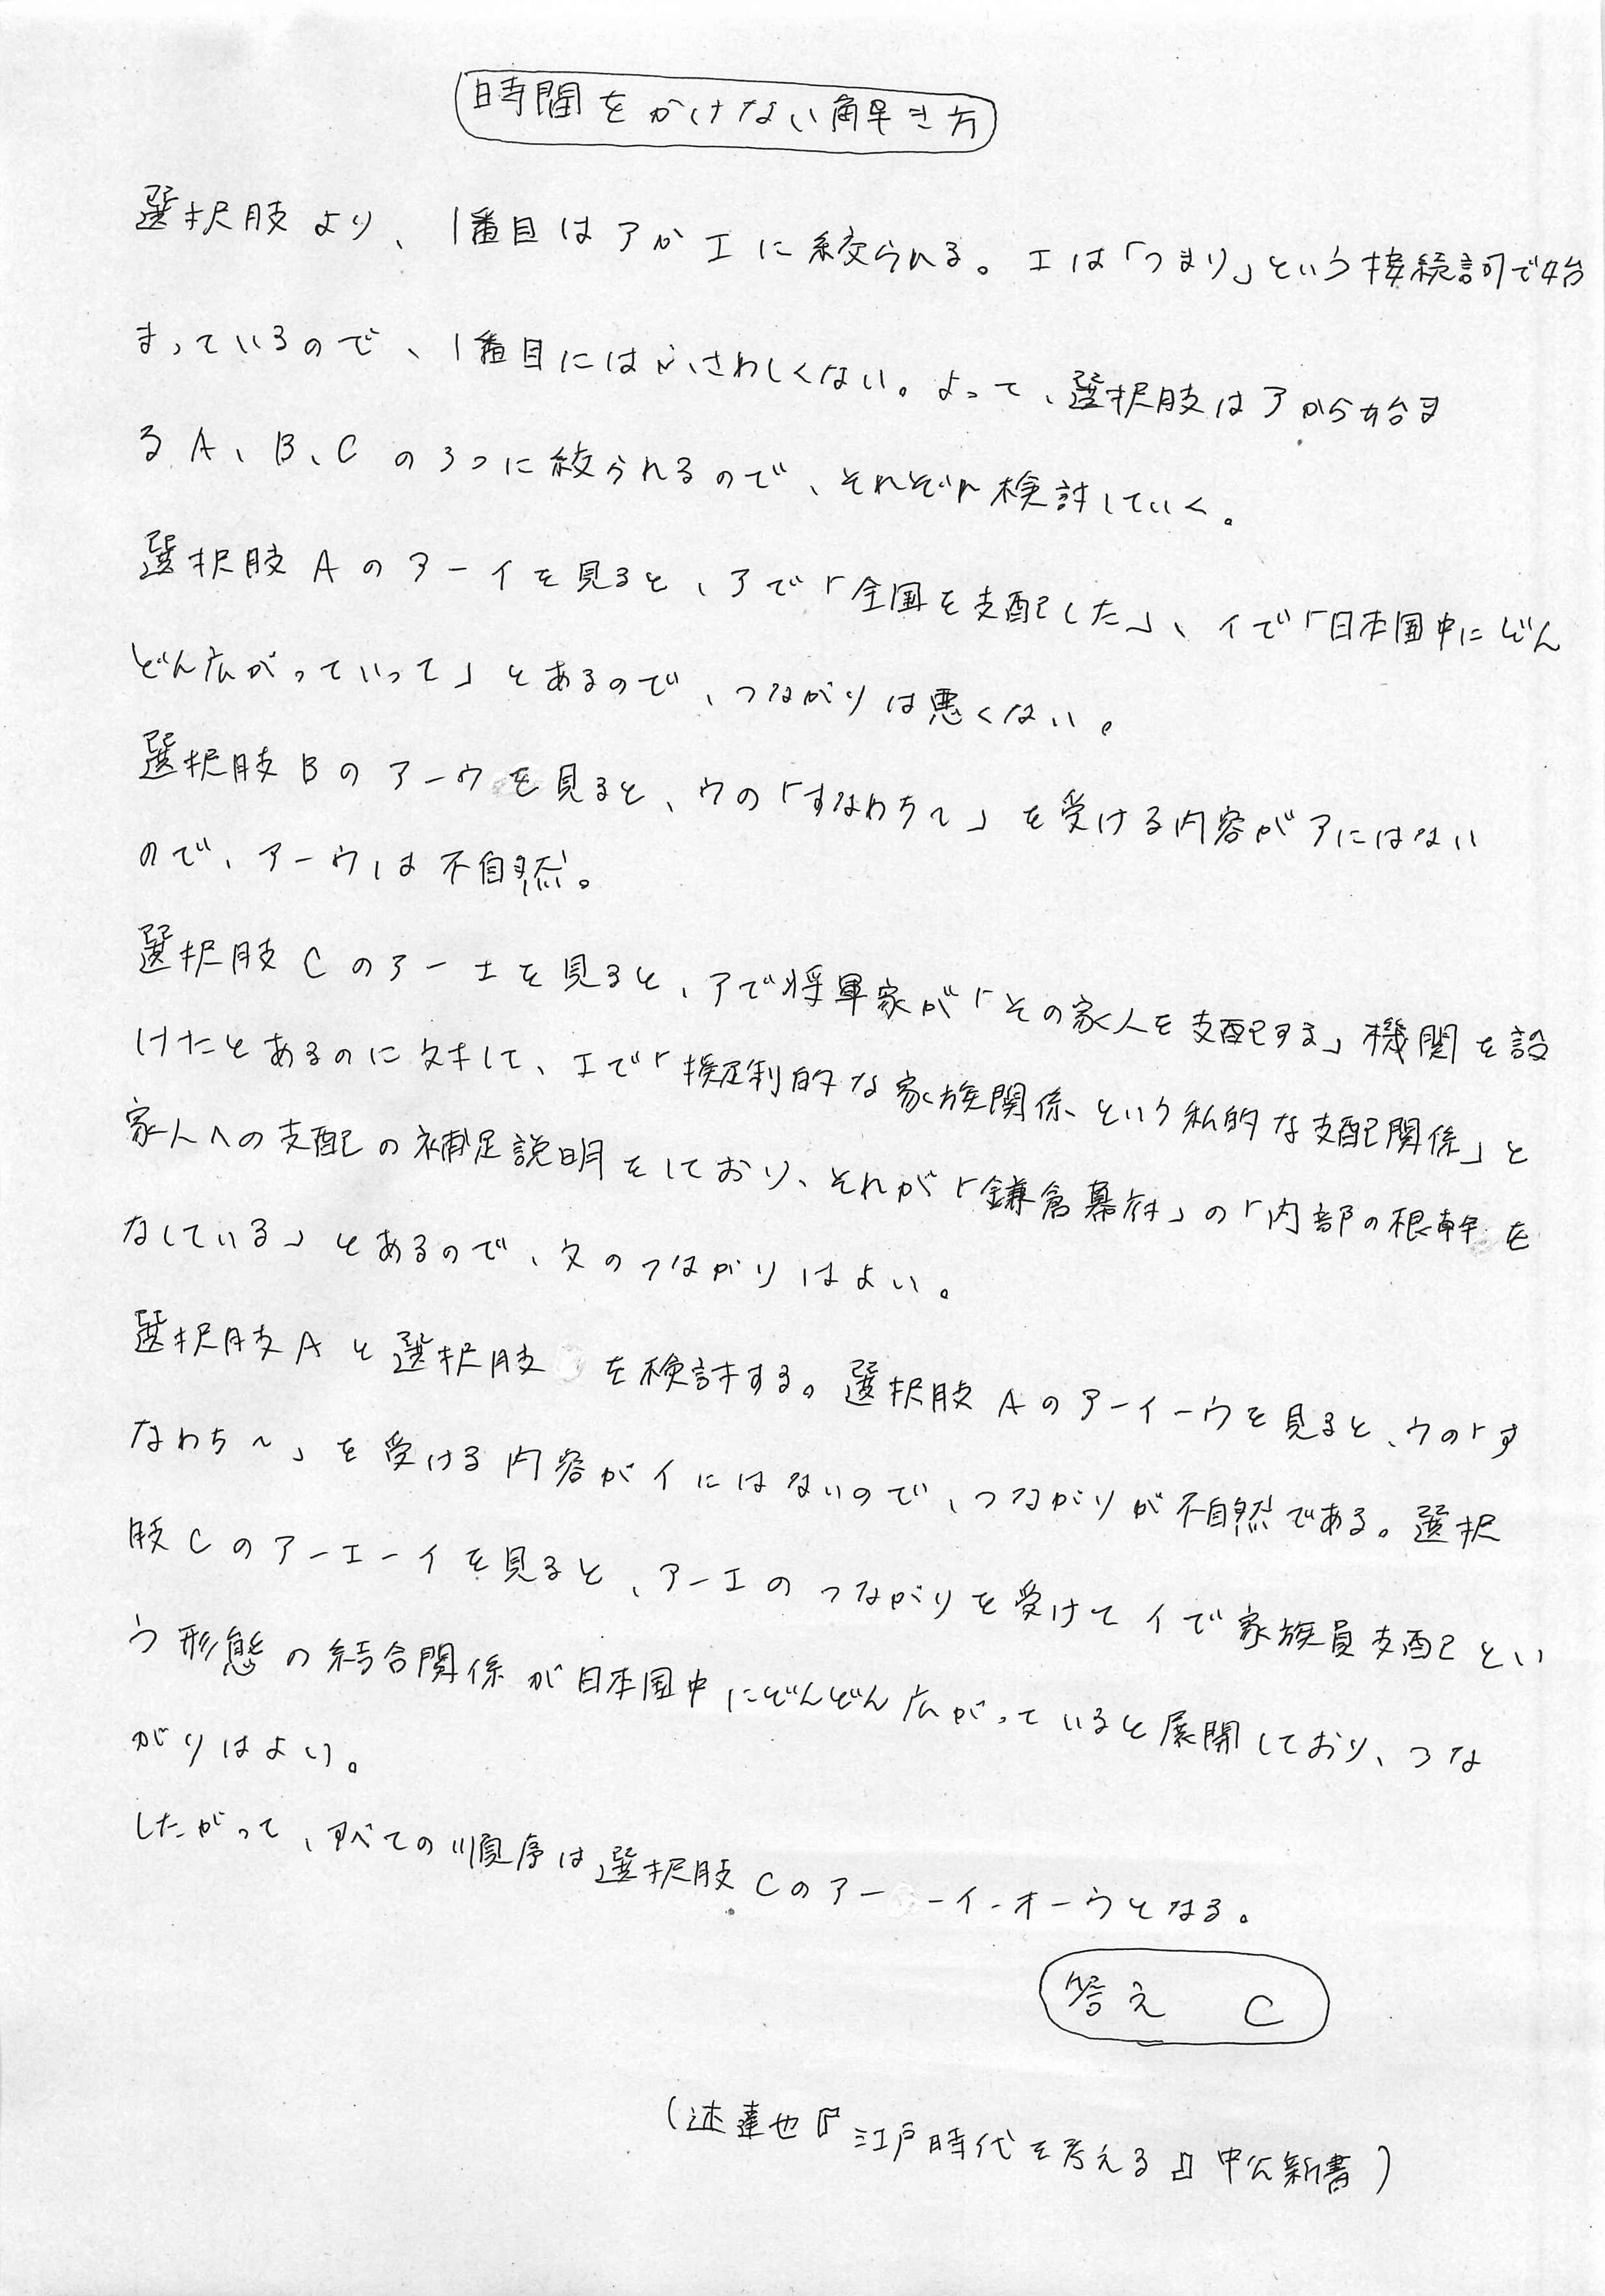 時間をかけない解き方
選択肢より、1番目はアかエに絞られる。エは「つまり」という接続詞で始
まっているので、1番目にはふさわしくない。よって、選択肢はアから始ま
るA、B、Cの3つに絞られるので、それぞれ検討していく。
選択肢Aのアーイを見ると、アで「全国を支配した」、イで「日本国中にどん
どん広がっていって」とあるので、つながりは悪くない。
選択肢Bのアーウを見ると、ウの「すなわち〜」を受ける内容がアにはない
ので、アーウは不自然。
選択肢Cのアーエを見ると、アで将軍家が「その家人を支配する」機関を設
けたとあるのに対して、エで「擬制的な家族関係、という私的な支配関係」と
家人への支配の補足説明をしており、それが「鎌倉幕府」の「内部の根幹を
なしている」とあるので、文のつながりはよい。
選択肢Aと選択肢 を検討する。選択肢Aのアーイーウを見ると、ウの「す
なわち〜」を受ける内容がイにはないので、つながりが不自然である。選択
肢Cのアーエーイを見ると、アーエのつながりを受けてイで家族員支配とい
う形態の結合関係が日本国中にどんどん広がっていると展開しており、つな
がりはよい。
したがって、すべての順序は選択肢Cのアー ーイ-オーウとなる。
答え C
(達也『江戸時代を考える』中公新書)